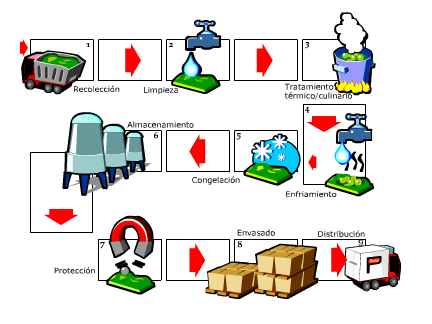 1
Recolección
2
Limpieza
3
Tratamiento
térmico/culinario
4
Enfriamiento
5
Congelación
6
Almacenamiento
7
Protección
8
Envasado
9
Distribución